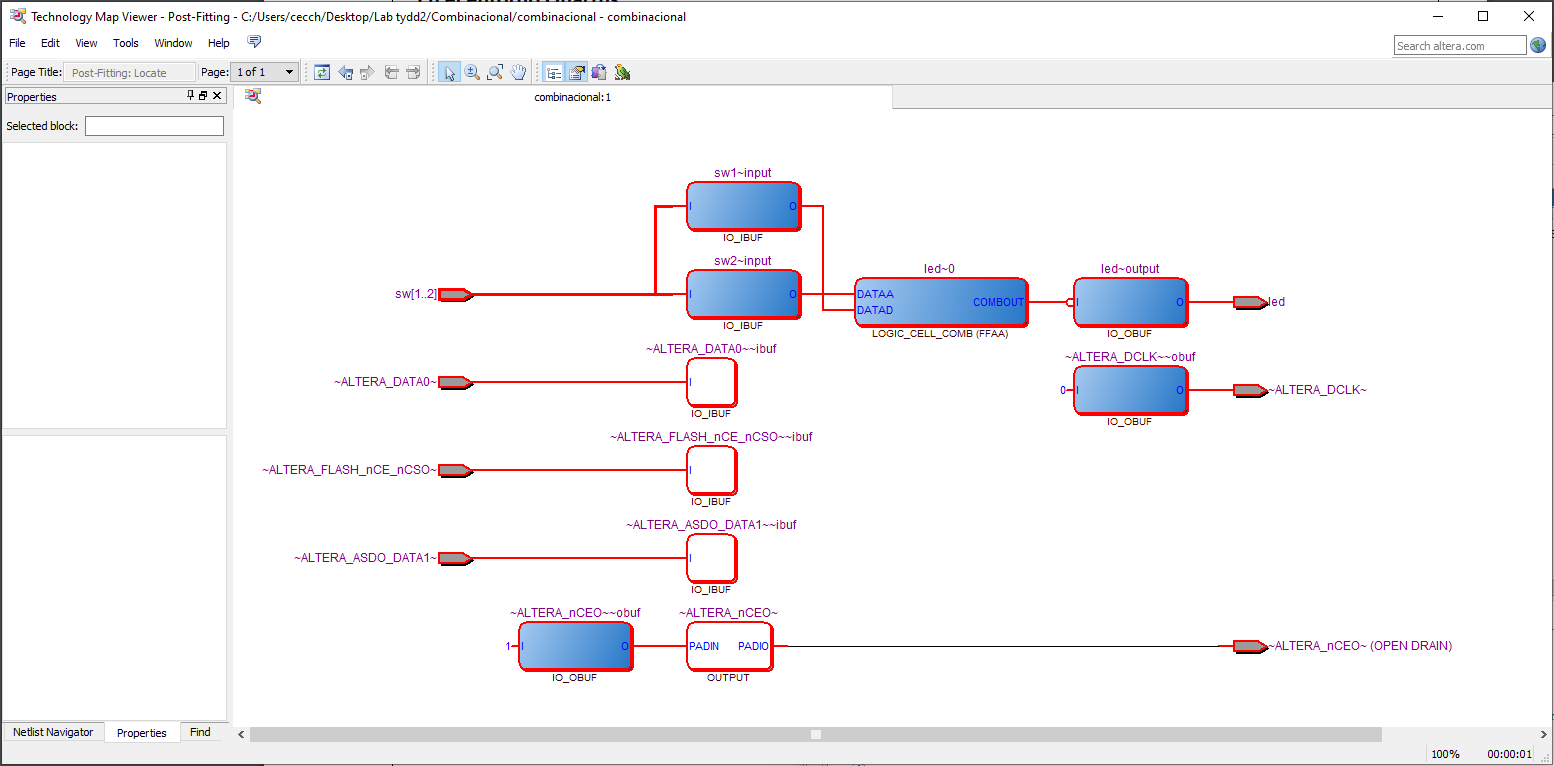 Technology Map Viewer - Post-Fitting - C:/Users/cecch/Desktop/Lab tydd2/Combinacional/combinacional - combinacional
File Edit View Tools Window Help
Search altera.com
Page Title: Post-Fitting: Locate Page: 1 of 1
Properties
combinacional:1
Selected block:
sw1~input
I O
IO_IBUF
sw2~input
I O
IO_IBUF
sw[1..2]
led~0
DATAA
DATAD
COMBOUT
LOGIC_CELL_COMB (FFAA)
led~output
I O
IO_OBUF
led
~ALTERA_DATA0~~ibuf
~ALTERA_DATA0~
I
IO_IBUF
~ALTERA_DCLK~~obuf
0 I O
~ALTERA_DCLK~
IO_OBUF
~ALTERA_FLASH_nCE_nCSO~~ibuf
~ALTERA_FLASH_nCE_nCSO~
I
IO_IBUF
~ALTERA_ASDO_DATA1~~ibuf
~ALTERA_ASDO_DATA1~
I
IO_IBUF
~ALTERA_nCEO~~obuf
1 I O
IO_OBUF
~ALTERA_nCEO~
PADIN PADIO
OUTPUT
~ALTERA_nCEO~ (OPEN DRAIN)
Netlist Navigator Properties Find
100% 00:00:01